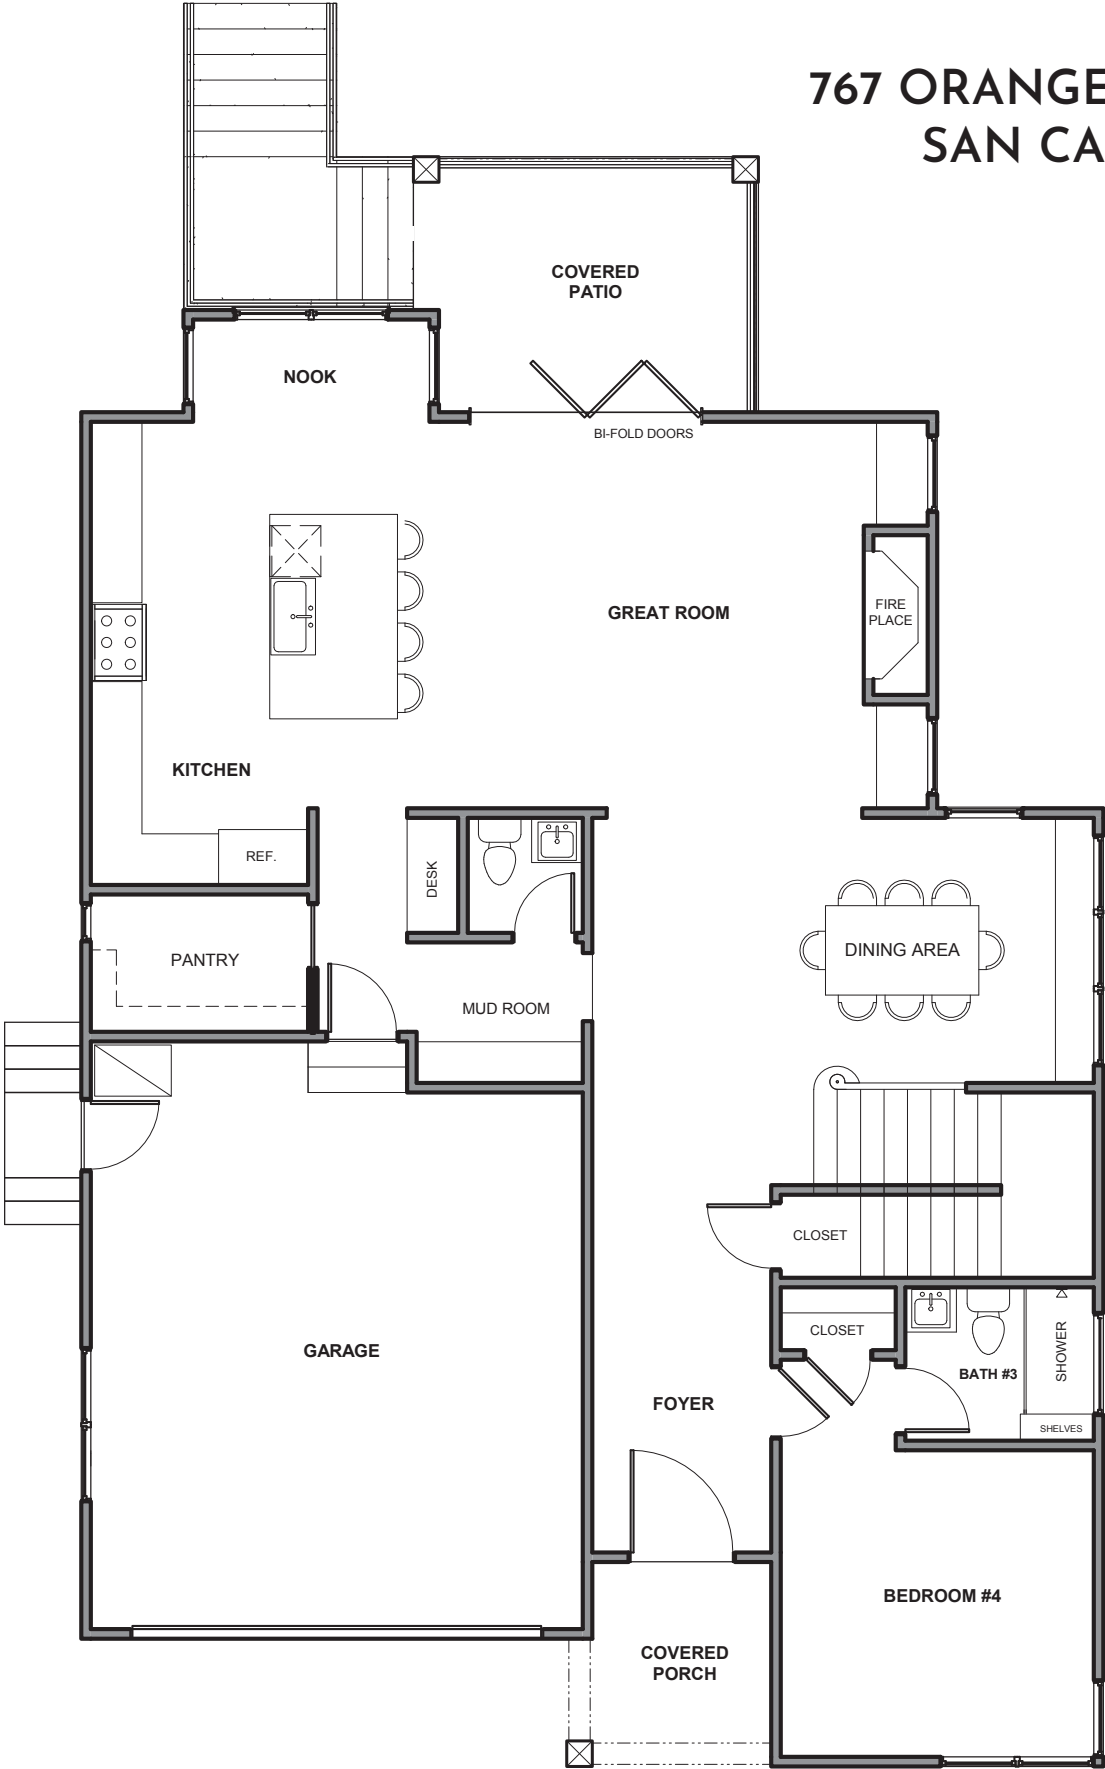 767 ORANGE
SAN CA
COVERED
PATIO
NOOK
BI-FOLD DOORS
GREAT ROOM
FIRE
PLACE
KITCHEN
REF.
DESK
PANTRY
DINING AREA
MUD ROOM
CLOSET
GARAGE
CLOSET
SHOWER
BATH #3
FOYER
SHELVES
BEDROOM #4
COVERED
PORCH